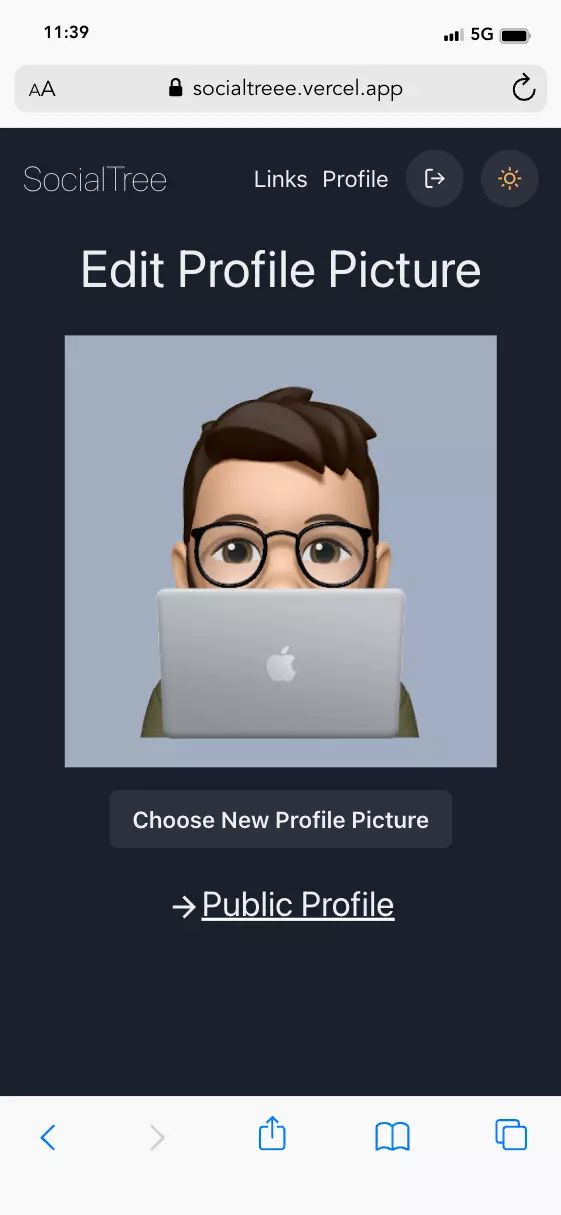 11:39
5G
AA
socialtreee.vercel.app
SocialTree
Links Profile
Edit Profile Picture
Choose New Profile Picture
→ Public Profile